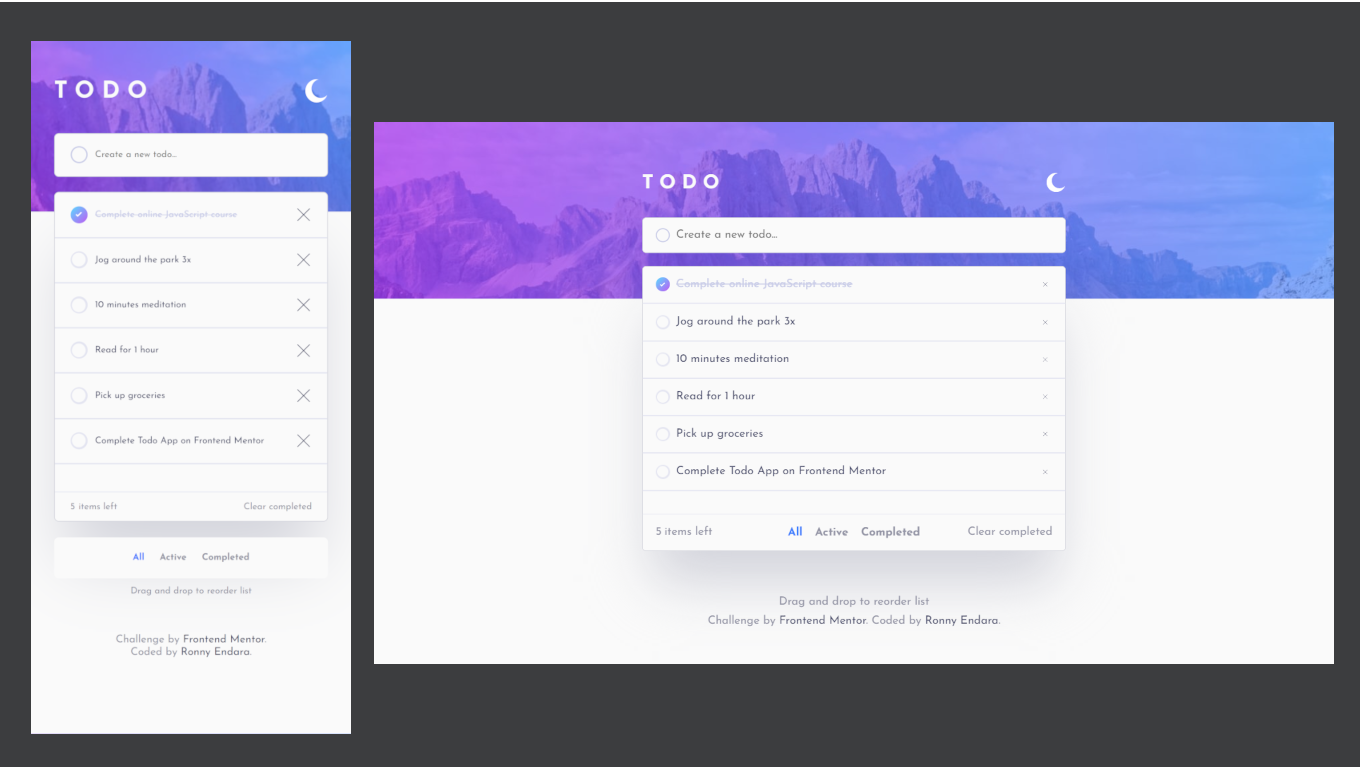 TODO
Create a new todo...
Complete online JavaScript course
Jog around the park 3x
10 minutes meditation
Read for 1 hour
Pick up groceries
Complete Todo App on Frontend Mentor
5 items left Clear completed
All Active Completed
Drag and drop to reorder list
Challenge by Frontend Mentor.
Coded by Ronny Endara.
TODO
Create a new todo...
Complete online JavaScript course
Jog around the park 3x
10 minutes meditation
Read for 1 hour
Pick up groceries
Complete Todo App on Frontend Mentor
5 items left All Active Completed Clear completed
Drag and drop to reorder list
Challenge by Frontend Mentor. Coded by Ronny Endara.